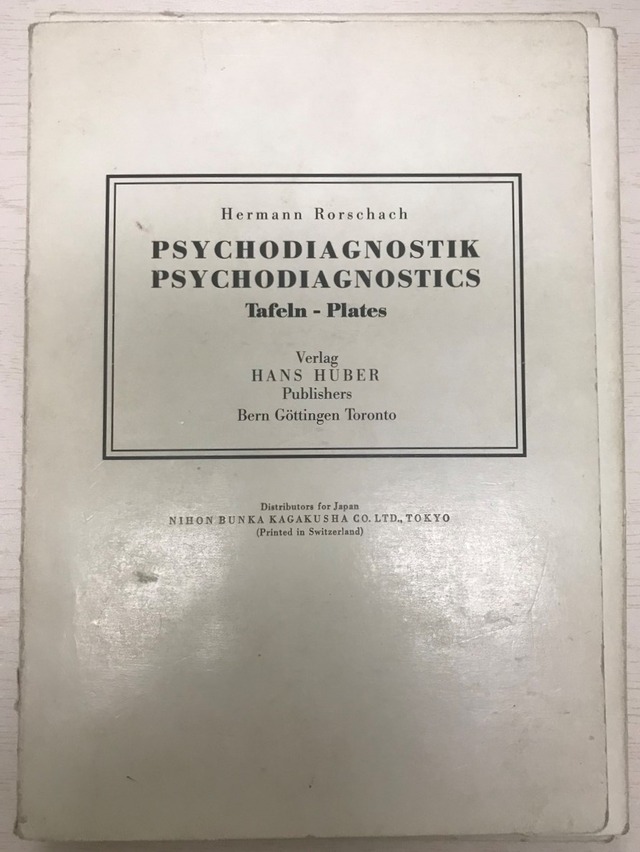 Hermann Rorschach
PSYCHODIAGNOSTIK
PSYCHODIAGNOSTICS
Tafeln - Plates
Verlag
HANS HUBER
Publishers
Bern Göttingen Toronto
Distributors for Japan
NIHON BUNKA KAGAKUSHA CO. LTD., TOKYO
(Printed in Switzerland)